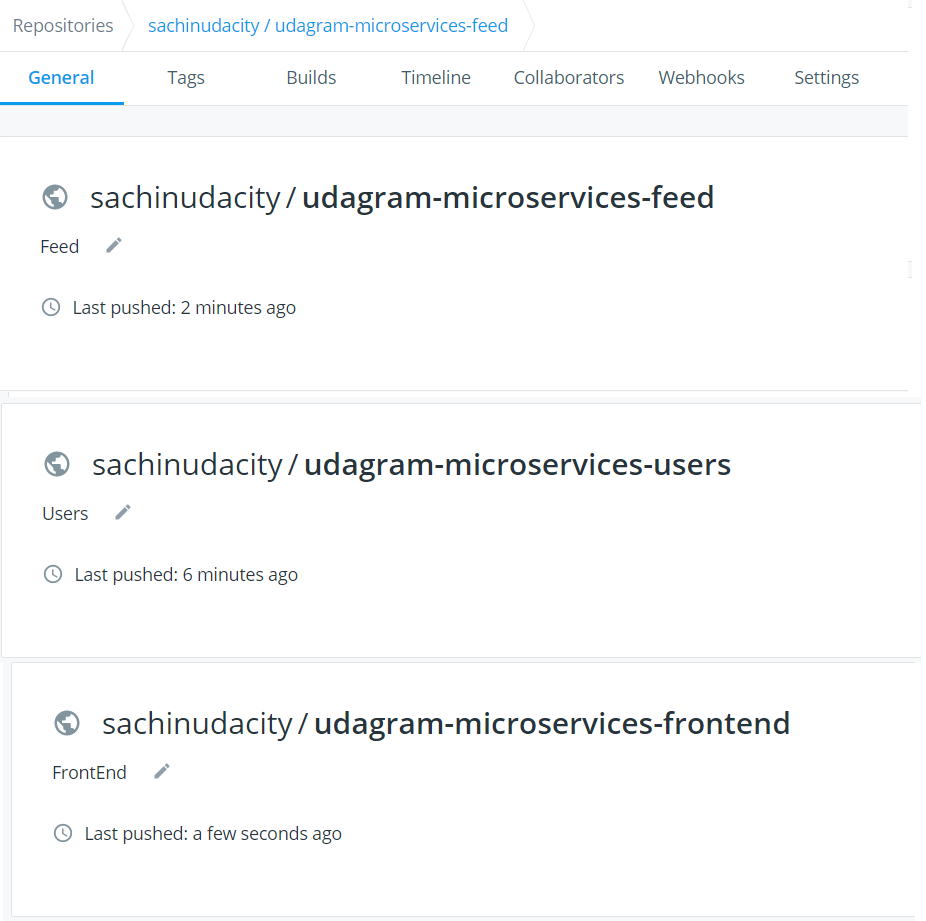 Repositories sachinudacity / udagram-microservices-feed
General Tags Builds Timeline Collaborators Webhooks Settings
sachinudacity / udagram-microservices-feed
Feed
Last pushed: 2 minutes ago
sachinudacity / udagram-microservices-users
Users
Last pushed: 6 minutes ago
sachinudacity / udagram-microservices-frontend
FrontEnd
Last pushed: a few seconds ago